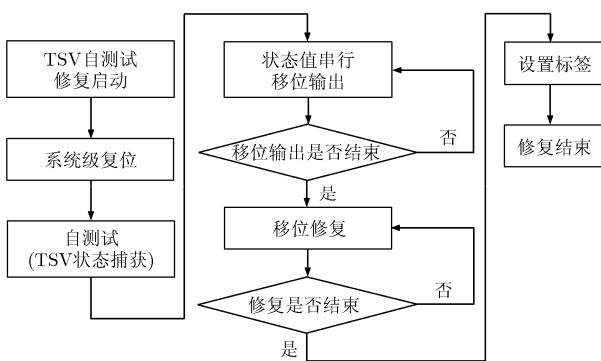 TSV自测试
修复启动
系统级复位
自测试
(TSV状态捕获)
状态值串行
移位输出
移位输出是否结束
否
是
移位修复
修复是否结束
否
是
设置标签
修复结束